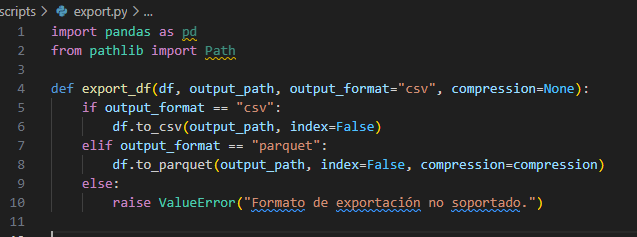 scripts > export.py > ...
1 import pandas as pd
2 from pathlib import Path
3
4 def export_df(df, output_path, output_format="csv", compression=None):
5     if output_format == "csv":
6         df.to_csv(output_path, index=False)
7     elif output_format == "parquet":
8         df.to_parquet(output_path, index=False, compression=compression)
9     else:
10         raise ValueError("Formato de exportación no soportado.")
11